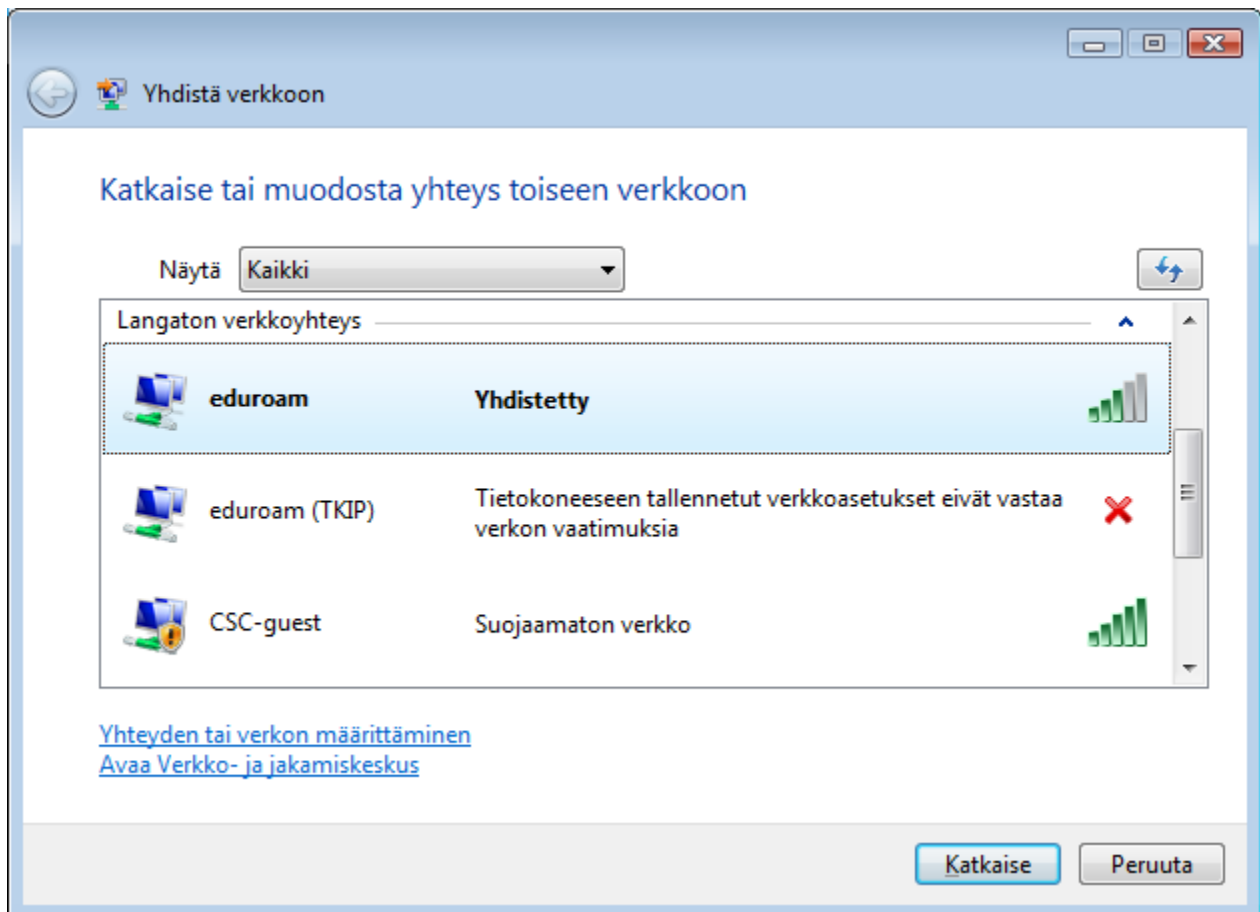 Yhdistä verkkoon
Katkaise tai muodosta yhteys toiseen verkkoon
Näytä Kaikki
Langaton verkkoyhteys
eduroam Yhdistetty
eduroam (TKIP) Tietokoneeseen tallennetut verkkoasetukset eivät vastaa
verkon vaatimuksia
CSC-guest Suojaamaton verkko
Yhteyden tai verkon määrittäminen
Avaa Verkko- ja jakamiskeskus
Katkaise Peruuta